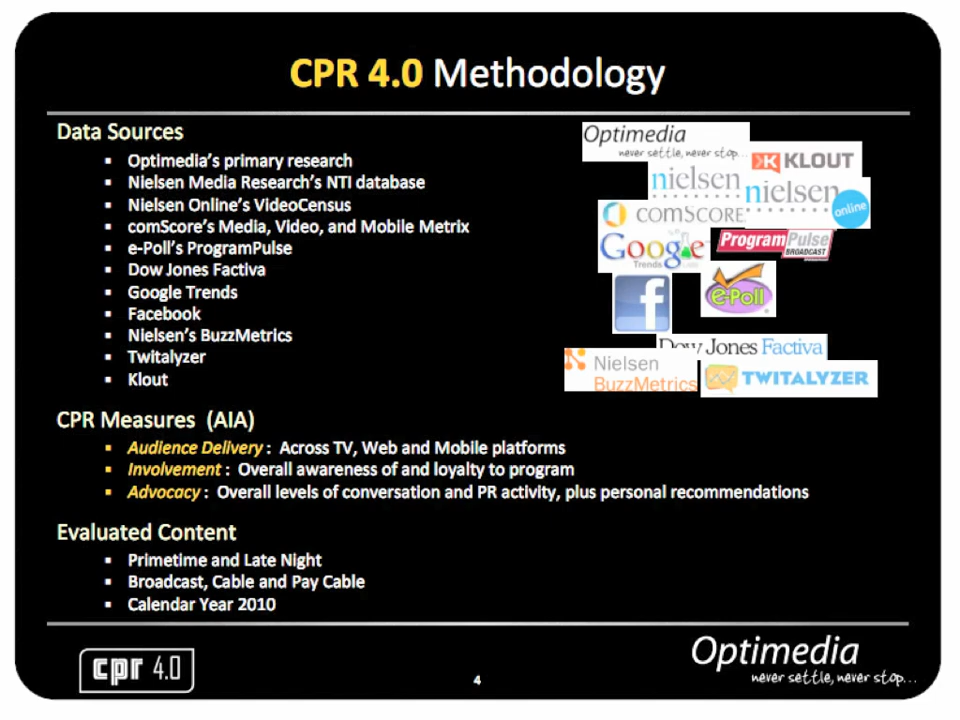 CPR 4.0 Methodology
Data Sources
▪ Optimedia's primary research
▪ Nielsen Media Research's NTI database
▪ Nielsen Online's VideoCensus
▪ comScore's Media, Video, and Mobile Metrix
▪ e-Poll's ProgramPulse
▪ Dow Jones Factiva
▪ Google Trends
▪ Facebook
▪ Nielsen's BuzzMetrics
▪ Twitalyzer
▪ Klout
Optimedia
never settle, never stop...
K KLOUT
nielsen
nielsen
online
comSCORE
Google
Trends
ProgramPulse
BROADCAST
f
e-Poll
Dow Jones Factiva
Nielsen
BuzzMetrics
TWITALYZER
CPR Measures (AIA)
▪ Audience Delivery : Across TV, Web and Mobile platforms
▪ Involvement : Overall awareness of and loyalty to program
▪ Advocacy : Overall levels of conversation and PR activity, plus personal recommendations
Evaluated Content
▪ Primetime and Late Night
▪ Broadcast, Cable and Pay Cable
▪ Calendar Year 2010
cpr 4.0
4
Optimedia
never settle, never stop...